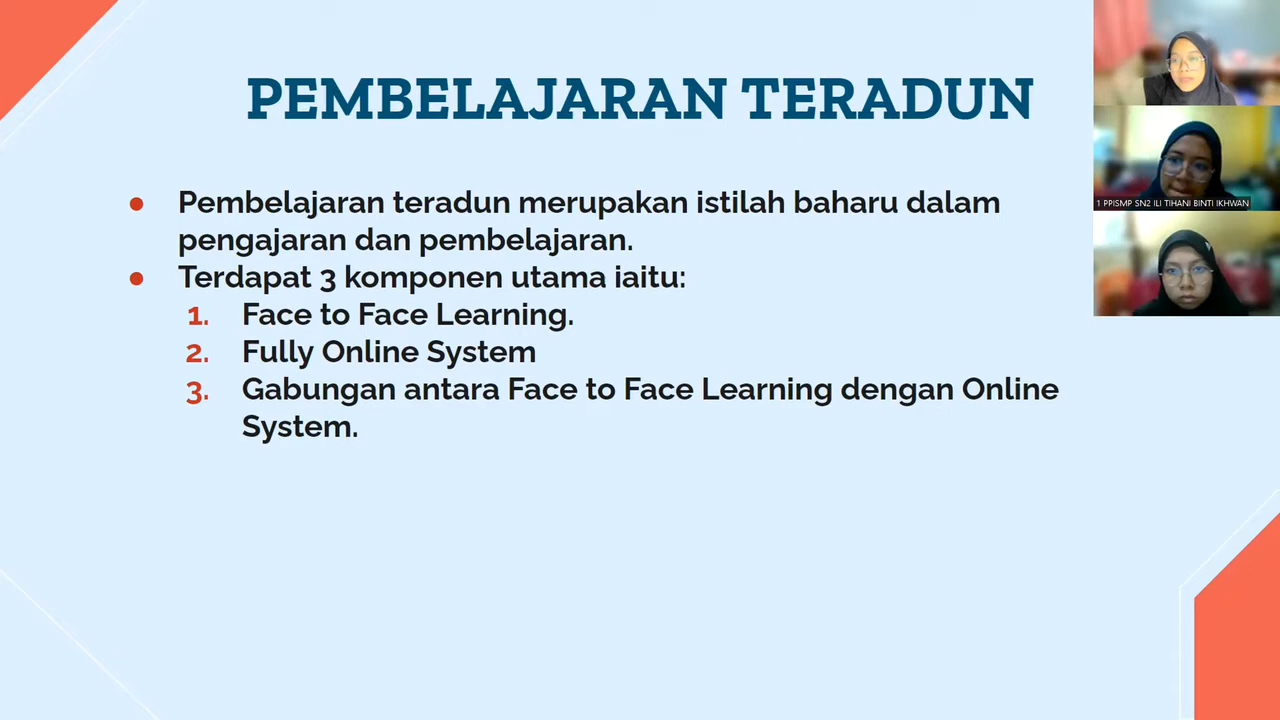 PEMBELAJARAN TERADUN
● Pembelajaran teradun merupakan istilah baharu dalam
pengajaran dan pembelajaran.
● Terdapat 3 komponen utama iaitu:
1. Face to Face Learning.
2. Fully Online System
3. Gabungan antara Face to Face Learning dengan Online
System.
1 PPISMP SN2 ILI TIHANI BINTI IKHWAN